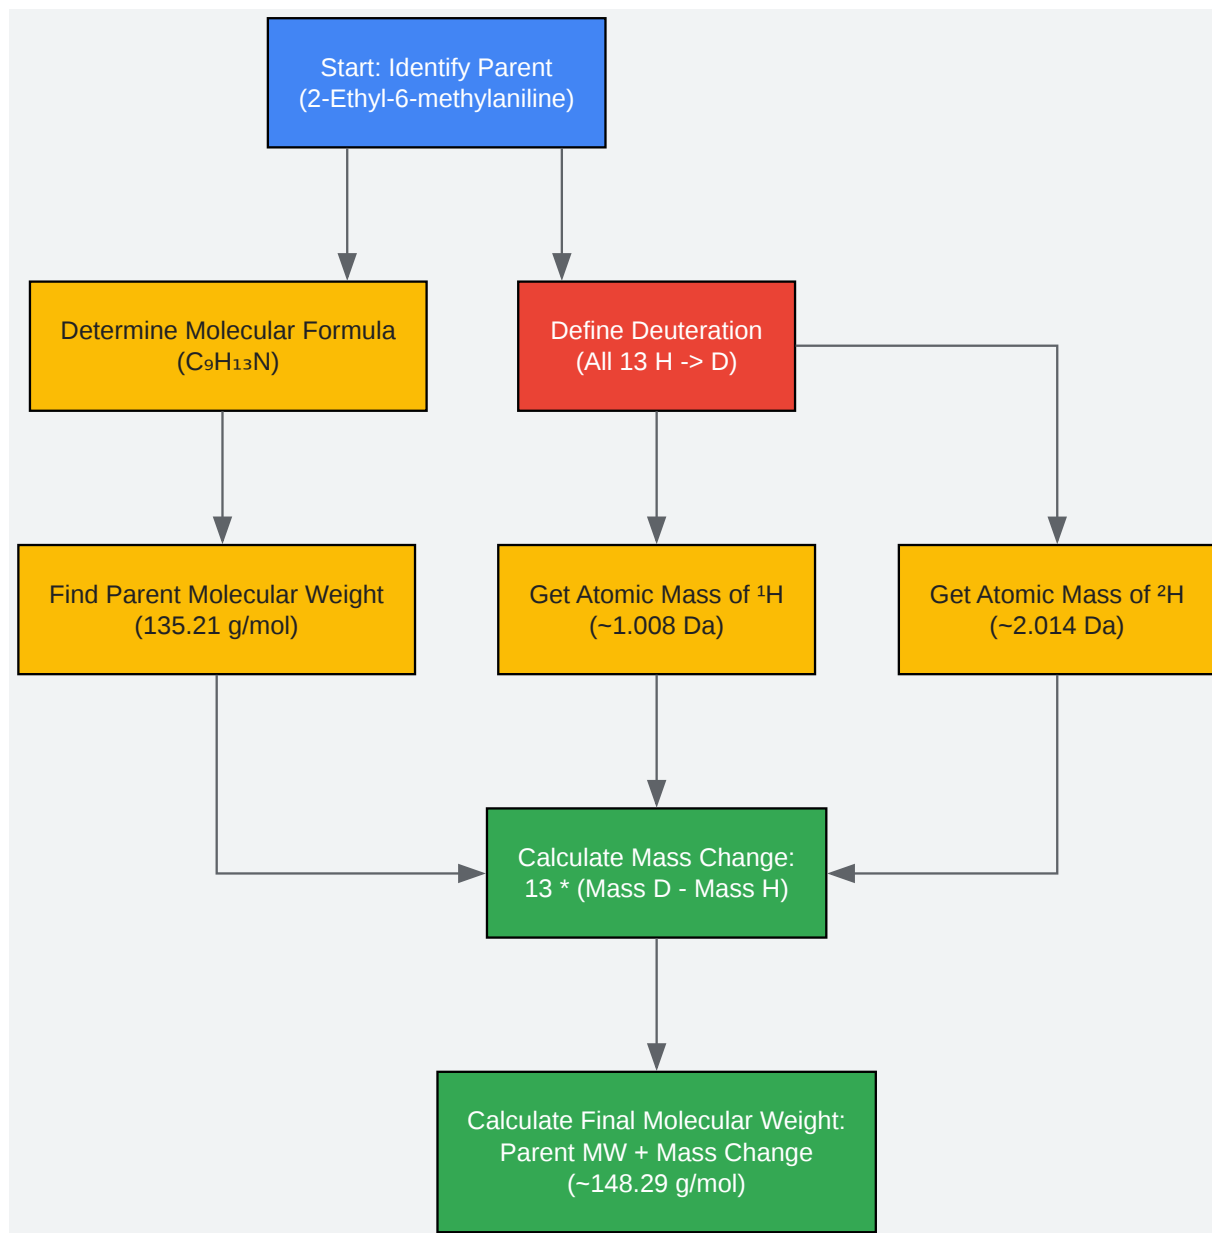 Start: Identify Parent
(2-Ethyl-6-methylaniline)
Determine Molecular Formula
(C₉H₁₃N)
Define Deuteration
(All 13 H -> D)
Find Parent Molecular Weight
(135.21 g/mol)
Get Atomic Mass of ¹H
(~1.008 Da)
Get Atomic Mass of ²H
(~2.014 Da)
Calculate Mass Change:
13 * (Mass D - Mass H)
Calculate Final Molecular Weight:
Parent MW + Mass Change
(~148.29 g/mol)